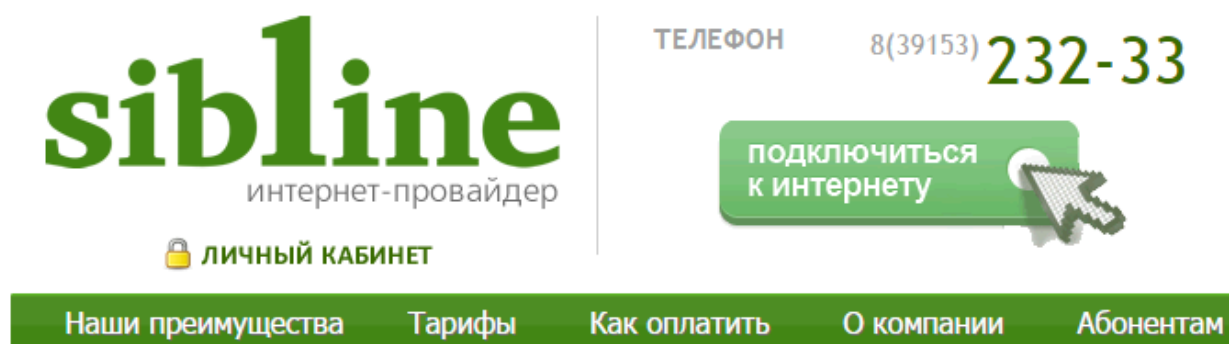 sibline
интернет-провайдер
ЛИЧНЫЙ КАБИНЕТ
ТЕЛЕФОН
8(39153) 232-33
подключиться
к интернету
Наши преимущества Тарифы Как оплатить О компании Абонентам